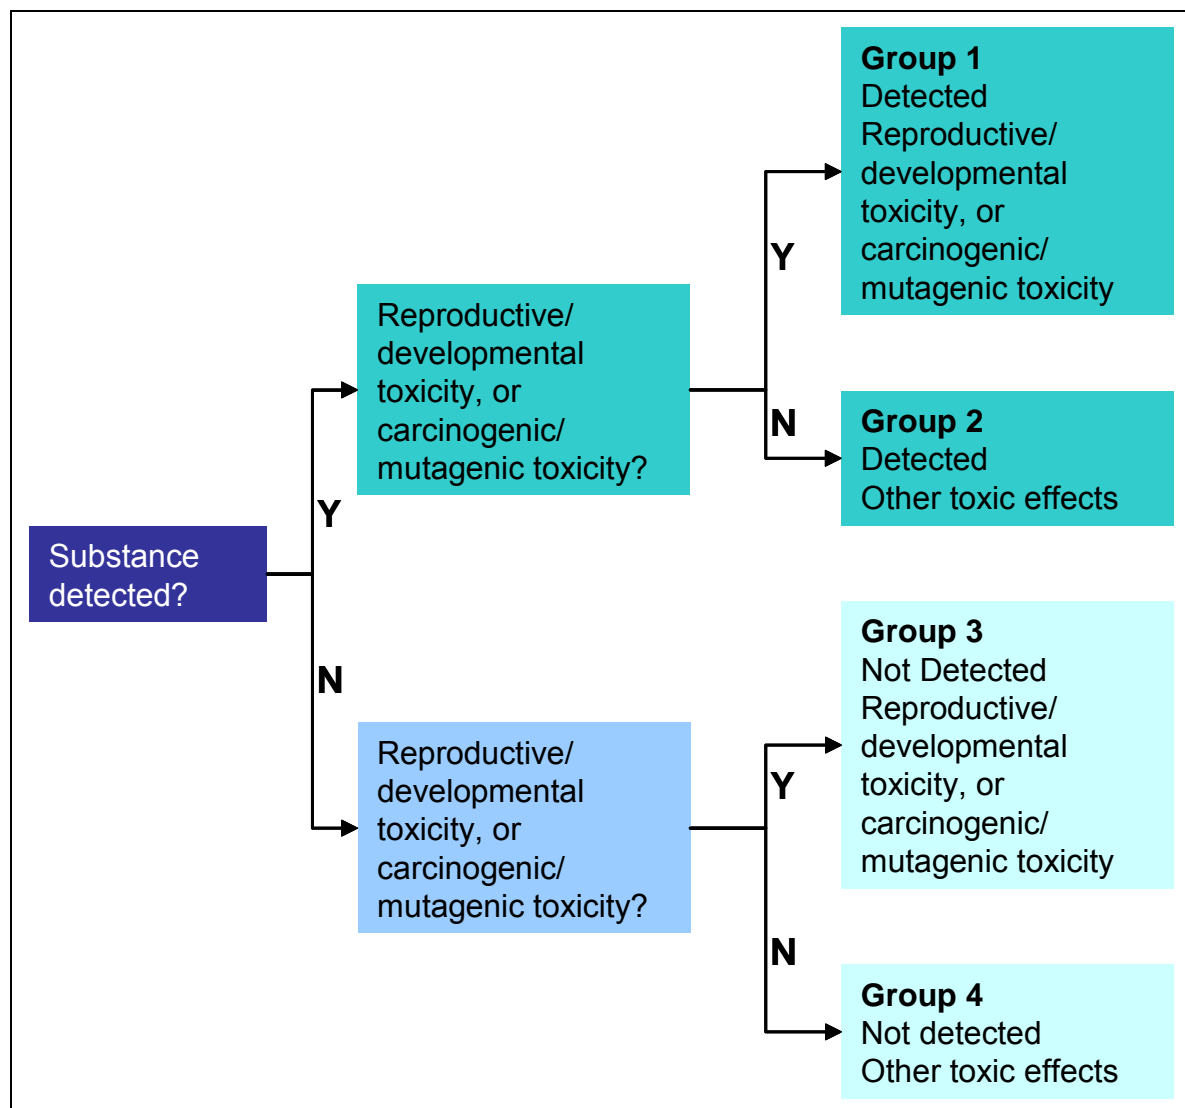 Substance
detected?
Y
N
Reproductive/
developmental
toxicity, or
carcinogenic/
mutagenic toxicity?
Y
N
Group 1
Detected
Reproductive/
developmental
toxicity, or
carcinogenic/
mutagenic toxicity
Group 2
Detected
Other toxic effects
Reproductive/
developmental
toxicity, or
carcinogenic/
mutagenic toxicity?
Y
N
Group 3
Not Detected
Reproductive/
developmental
toxicity, or
carcinogenic/
mutagenic toxicity
Group 4
Not detected
Other toxic effects